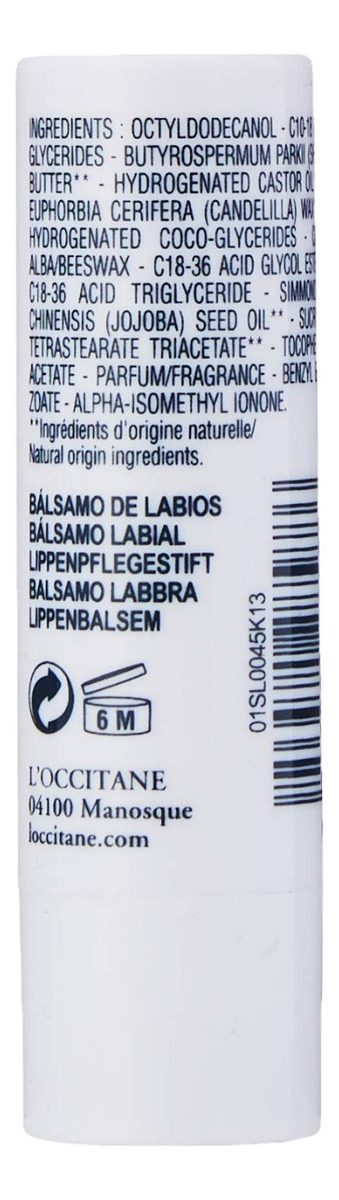 INGREDIENTS : OCTYLDODECANOL - C10-18
GLYCERIDES - BUTYROSPERMUM PARKII
BUTTER** - HYDROGENATED CASTOR OIL
EUPHORBIA CERIFERA (CANDELILLA) WAX
HYDROGENATED COCO-GLYCERIDES -
ALBA/BEESWAX - C18-36 ACID GLYCOL
C18-36 ACID TRIGLYCERIDE -
CHINENSIS (JOJOBA) SEED OIL** -
TETRASTEARATE TRIACETATE** -
ACETATE - PARFUM/FRAGRANCE - BENZYL
ZOATE - ALPHA-ISOMETHYL IONONE.
**Ingrédients d'origine naturelle/
Natural origin ingredients.
BÁLSAMO DE LABIOS
BÁLSAMO LABIAL
LIPPENPFLEGESTIFT
BALSAMO LABBRA
LIPPENBALSEM
6 M
01SL0045K13
L'OCCITANE
04100 Manosque
loccitane.com